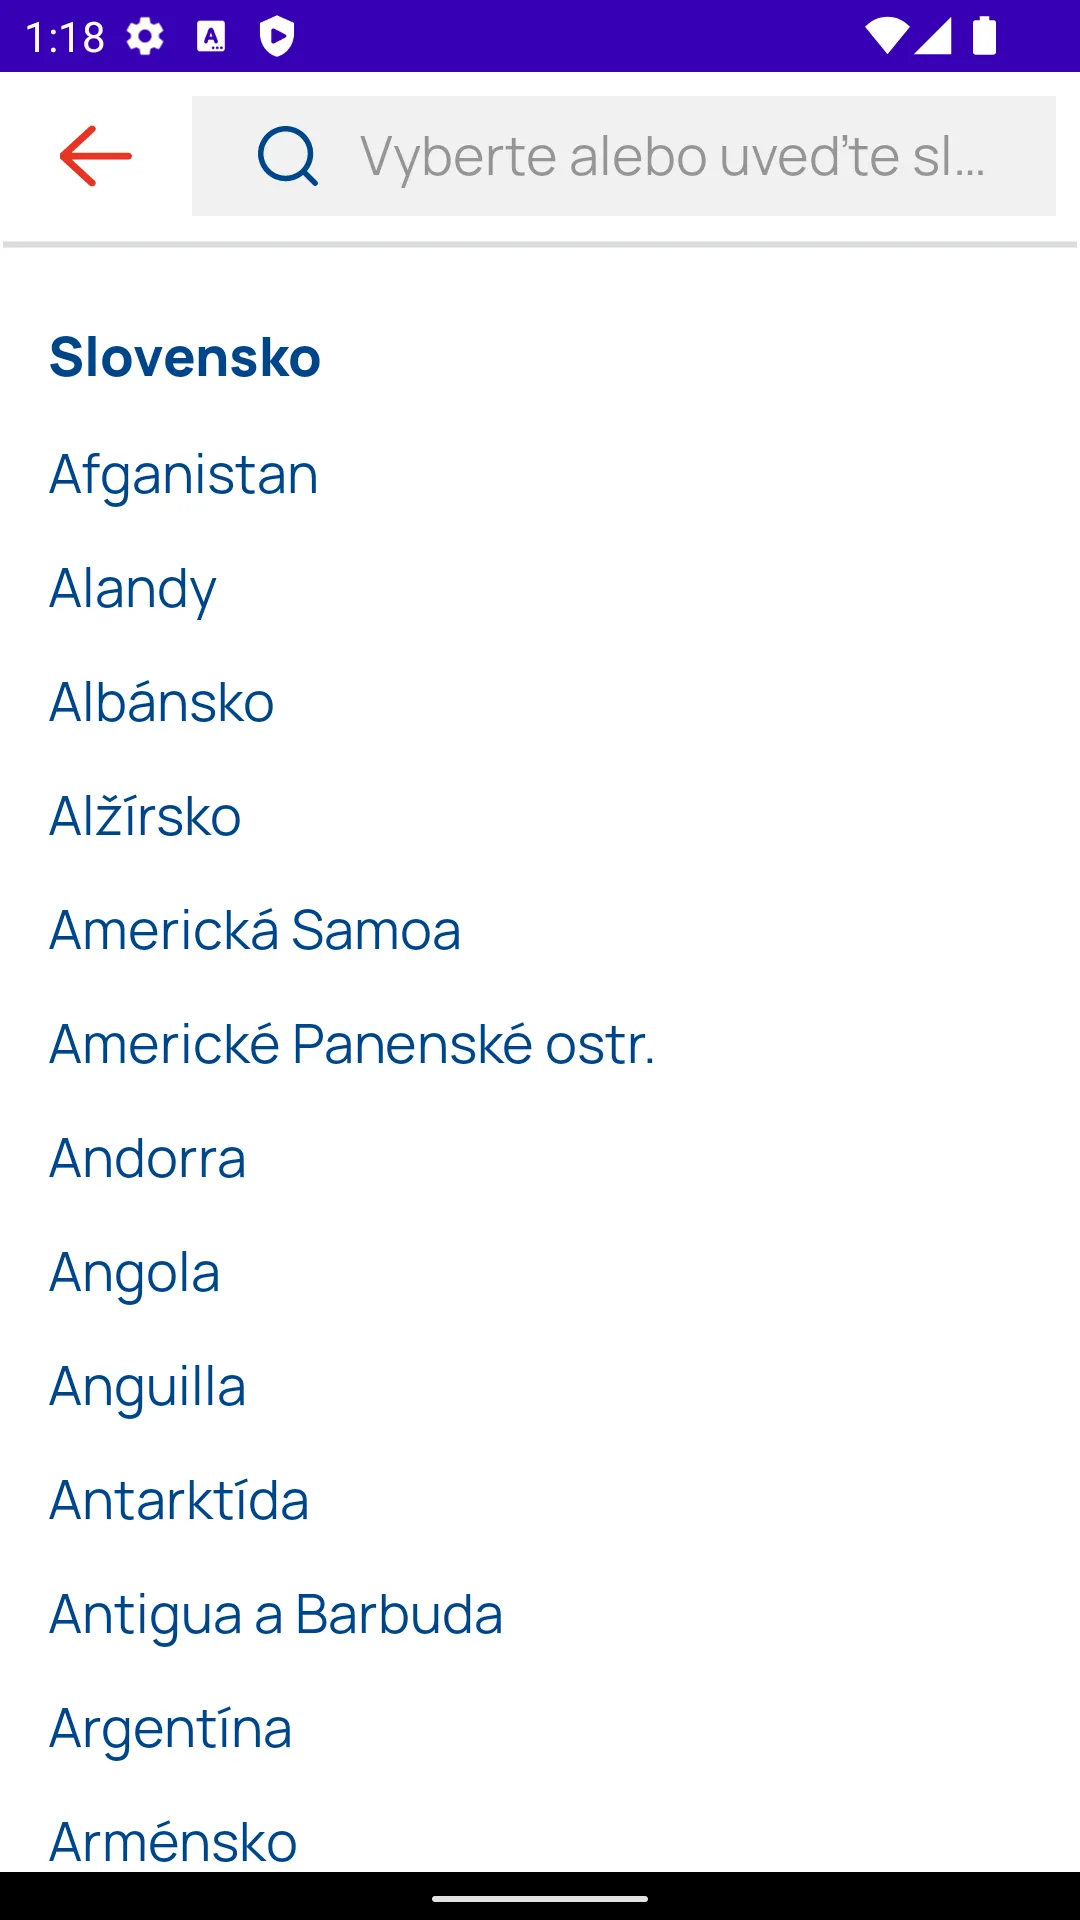 1:18
Vyberte alebo uveďte sl...
Slovensko
Afganistan
Alandy
Albánsko
Alžírsko
Americká Samoa
Americké Panenské ostr.
Andorra
Angola
Anguilla
Antarktída
Antigua a Barbuda
Argentína
Arménsko